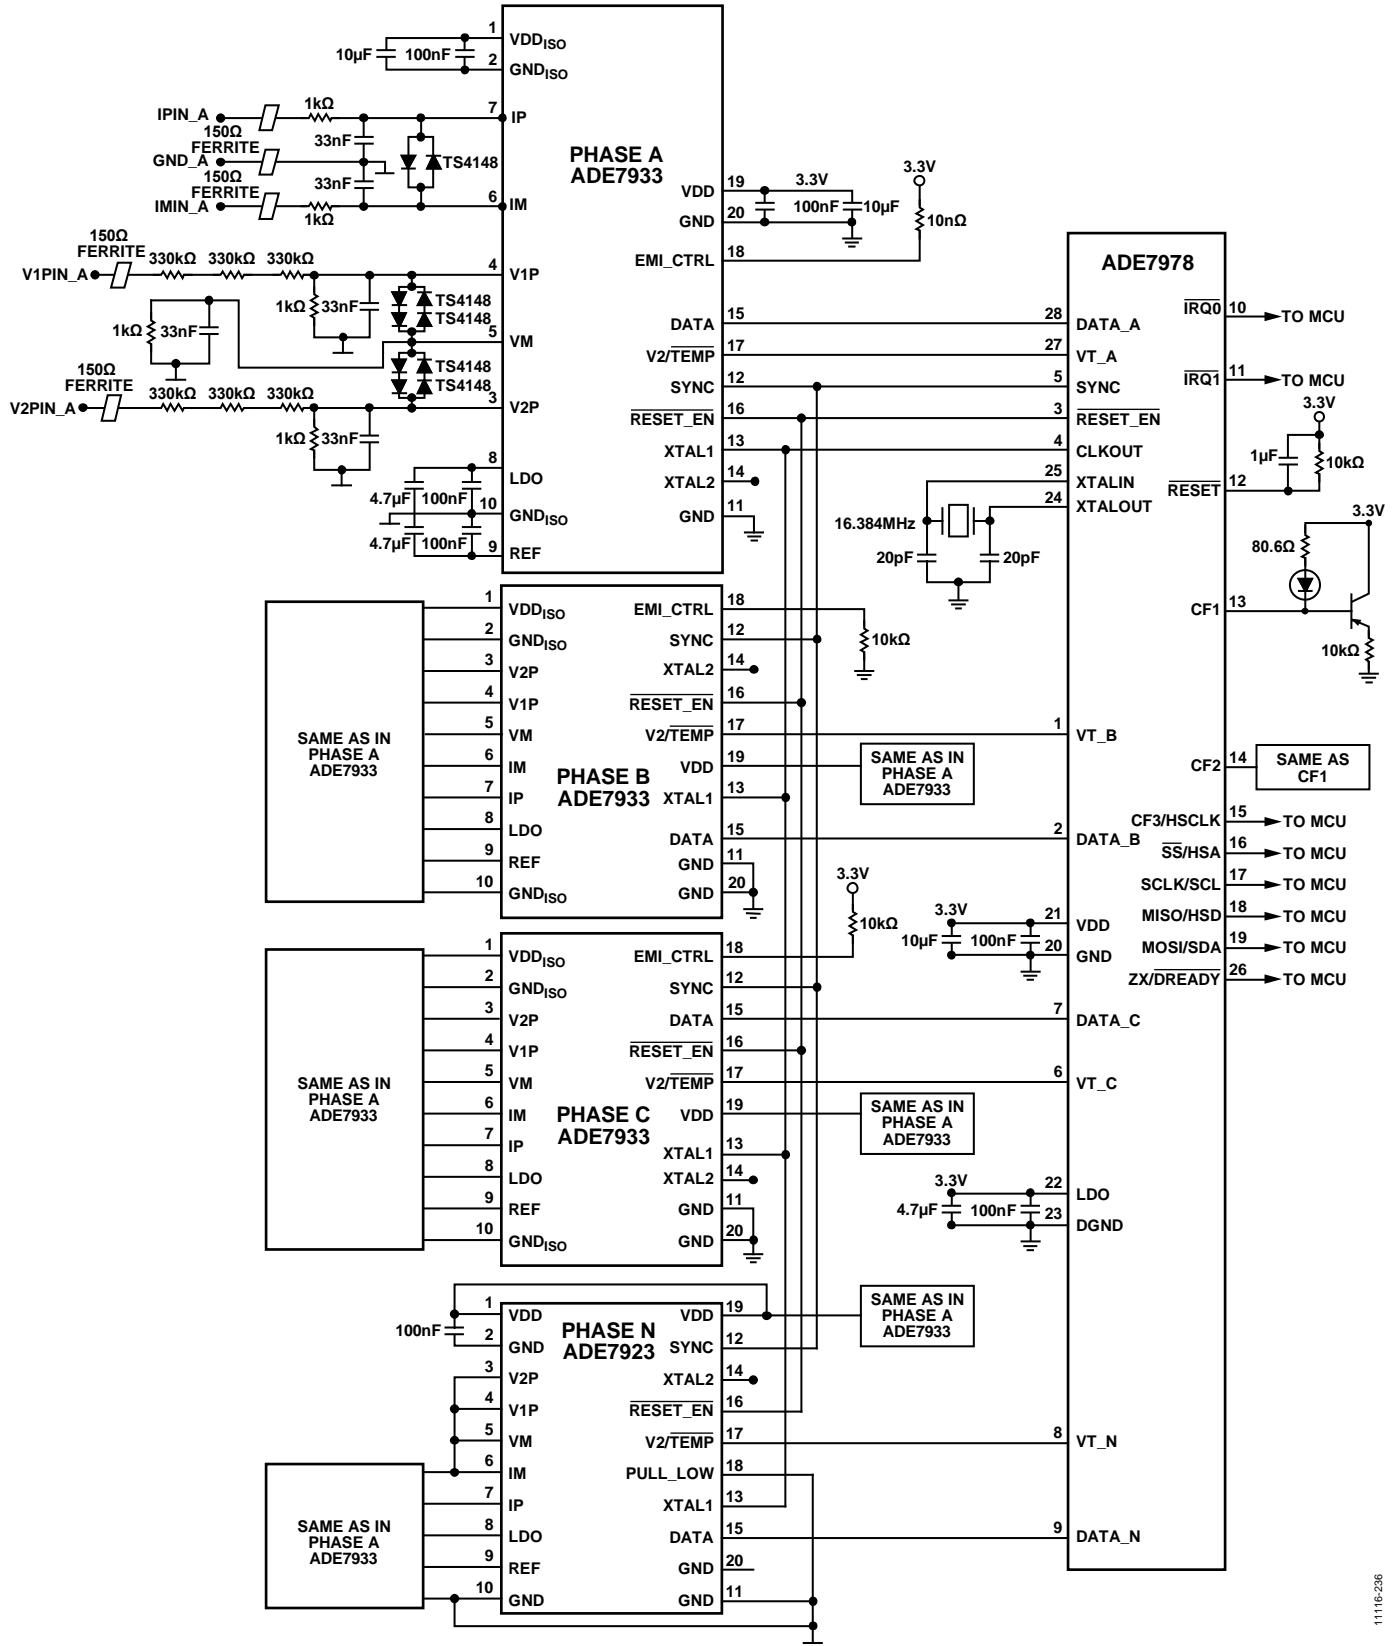 1
VDDISO
10µF
100nF
2
GNDISO
IPIN_A
1kΩ
7
IP
150Ω
FERRITE
33nF
GND_A
TS4148
150Ω
FERRITE
33nF
IMIN_A
1kΩ
6
IM
PHASE A
ADE7933
VDD
19
3.3V
100nF
10µF
GND
20
3.3V
10nΩ
EMI_CTRL
18
150Ω
FERRITE
V1PIN_A
330kΩ
330kΩ
330kΩ
4
V1P
1kΩ
33nF
TS4148
TS4148
1kΩ
33nF
5
VM
TS4148
TS4148
150Ω
FERRITE
V2PIN_A
330kΩ
330kΩ
330kΩ
3
V2P
1kΩ
33nF
8
LDO
4.7µF
100nF
10
GNDISO
4.7µF
100nF
9
REF
DATA
15
V2/TEMP
17
SYNC
12
RESET_EN
16
XTAL1
13
XTAL2
14
GND
11
ADE7978
28
DATA_A
27
VT_A
5
SYNC
3
RESET_EN
4
CLKOUT
25
XTALIN
24
XTALOUT
16.384MHz
20pF
20pF
IRQ0
10
TO MCU
IRQ1
11
TO MCU
3.3V
1µF
10kΩ
RESET
12
3.3V
80.6Ω
CF1
13
10kΩ
SAME AS IN
PHASE A
ADE7933
1
VDDISO
2
GNDISO
3
V2P
4
V1P
5
VM
6
IM
7
IP
8
LDO
9
REF
10
GNDISO
PHASE B
ADE7933
EMI_CTRL
18
10kΩ
SYNC
12
XTAL2
14
RESET_EN
16
V2/TEMP
17
VDD
19
SAME AS IN
PHASE A
ADE7933
XTAL1
13
DATA
15
GND
11
GND
20
1
VT_B
2
DATA_B
CF2
14
SAME AS
CF1
CF3/HSCLK
15
TO MCU
SS/HSA
16
TO MCU
SCLK/SCL
17
TO MCU
MISO/HSD
18
TO MCU
MOSI/SDA
19
TO MCU
ZX/DREADY
26
TO MCU
3.3V
10kΩ
3.3V
10µF
100nF
21
VDD
20
GND
SAME AS IN
PHASE A
ADE7933
1
VDDISO
2
GNDISO
3
V2P
4
V1P
5
VM
6
IM
7
IP
8
LDO
9
REF
10
GNDISO
PHASE C
ADE7933
EMI_CTRL
18
SYNC
12
DATA
15
RESET_EN
16
V2/TEMP
17
VDD
19
SAME AS IN
PHASE A
ADE7933
XTAL1
13
XTAL2
14
GND
11
GND
20
7
DATA_C
6
VT_C
3.3V
4.7µF
100nF
22
LDO
23
DGND
100nF
1
VDD
2
GND
3
V2P
4
V1P
5
VM
6
IM
7
IP
8
LDO
9
REF
10
GND
SAME AS IN
PHASE A
ADE7933
PHASE N
ADE7923
VDD
19
SAME AS IN
PHASE A
ADE7933
SYNC
12
XTAL2
14
RESET_EN
16
V2/TEMP
17
PULL_LOW
18
XTAL1
13
DATA
15
GND
20
GND
11
8
VT_N
9
DATA_N
11116-236